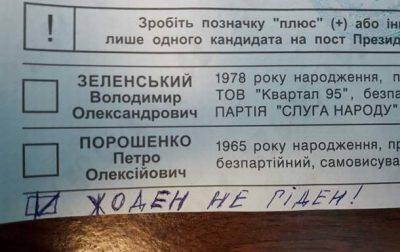 !
Зробіть позначку "плюс" (+) або ін
лише одного кандидата на пост Презид
ЗЕЛЕНСЬКИЙ
Володимир
Олександрович
1978 року народження, п
ТОВ "Квартал 95", безпа
ПАРТІЯ "СЛУГА НАРОДУ"
ПОРОШЕНКО
Петро
Олексійович
1965 року народження, пр
безпартійний, самовисува
ЖОДЕН НЕ ГІДЕН!